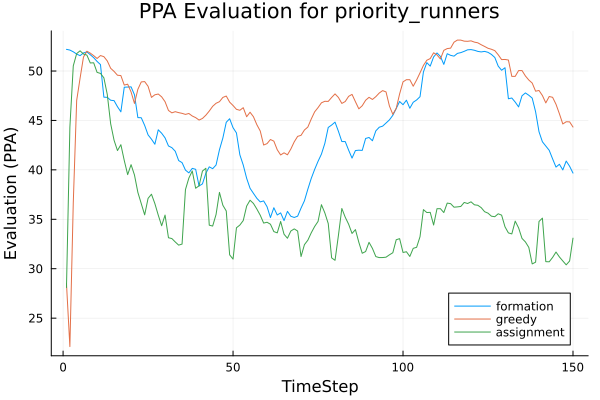 PPA Evaluation for priority_runners
Evaluation (PPA)
50
45
40
35
30
25
0
50
100
150
TimeStep
formation
greedy
assignment